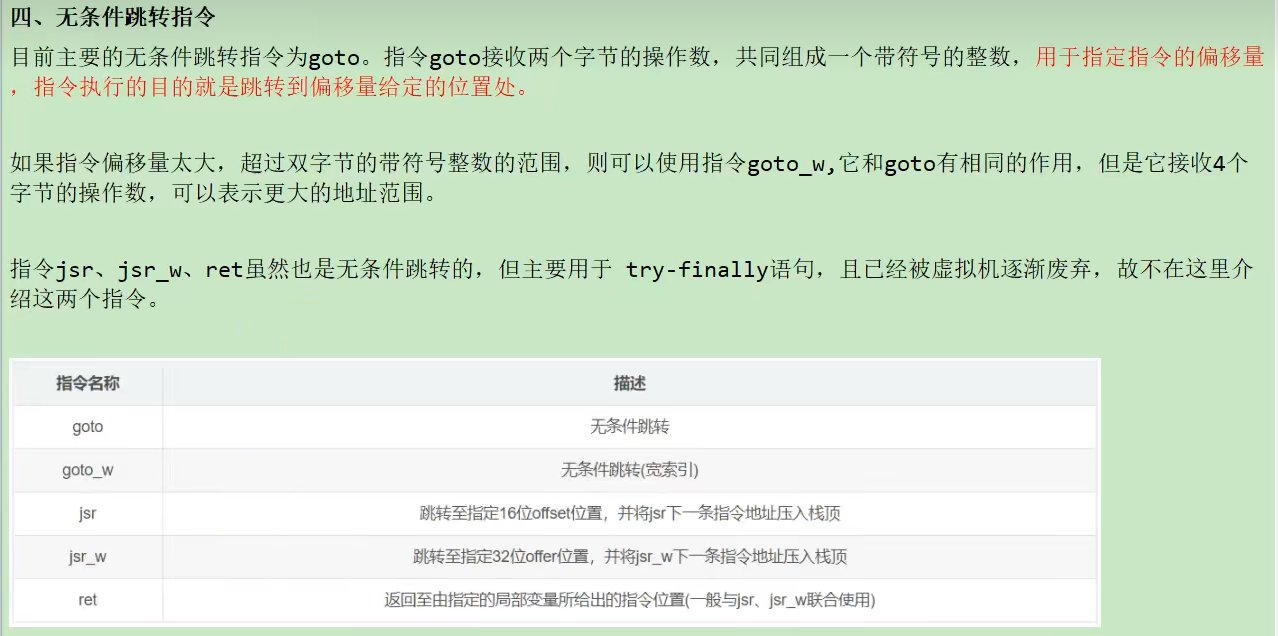 四、无条件跳转指令
目前主要的无条件跳转指令为goto。指令goto接收两个字节的操作数，共同组成一个带符号的整数，用于指定指令的偏移量
，指令执行的目的就是跳转到偏移量给定的位置处。
如果指令偏移量太大，超过双字节的带符号整数的范围，则可以使用指令goto_w,它和goto有相同的作用，但是它接收4个
字节的操作数，可以表示更大的地址范围。
指令jsr、jsr_w、ret虽然也是无条件跳转的，但主要用于 try-finally语句，且已经被虚拟机逐渐废弃，故不在这里介
绍这两个指令。
指令名称 描述
goto 无条件跳转
goto_w 无条件跳转(宽索引)
jsr 跳转至指定16位offset位置，并将jsr下一条指令地址压入栈顶
jsr_w 跳转至指定32位offer位置，并将jsr_w下一条指令地址压入栈顶
ret 返回至由指定的局部变量所给出的指令位置(一般与jsr、jsr_w联合使用)